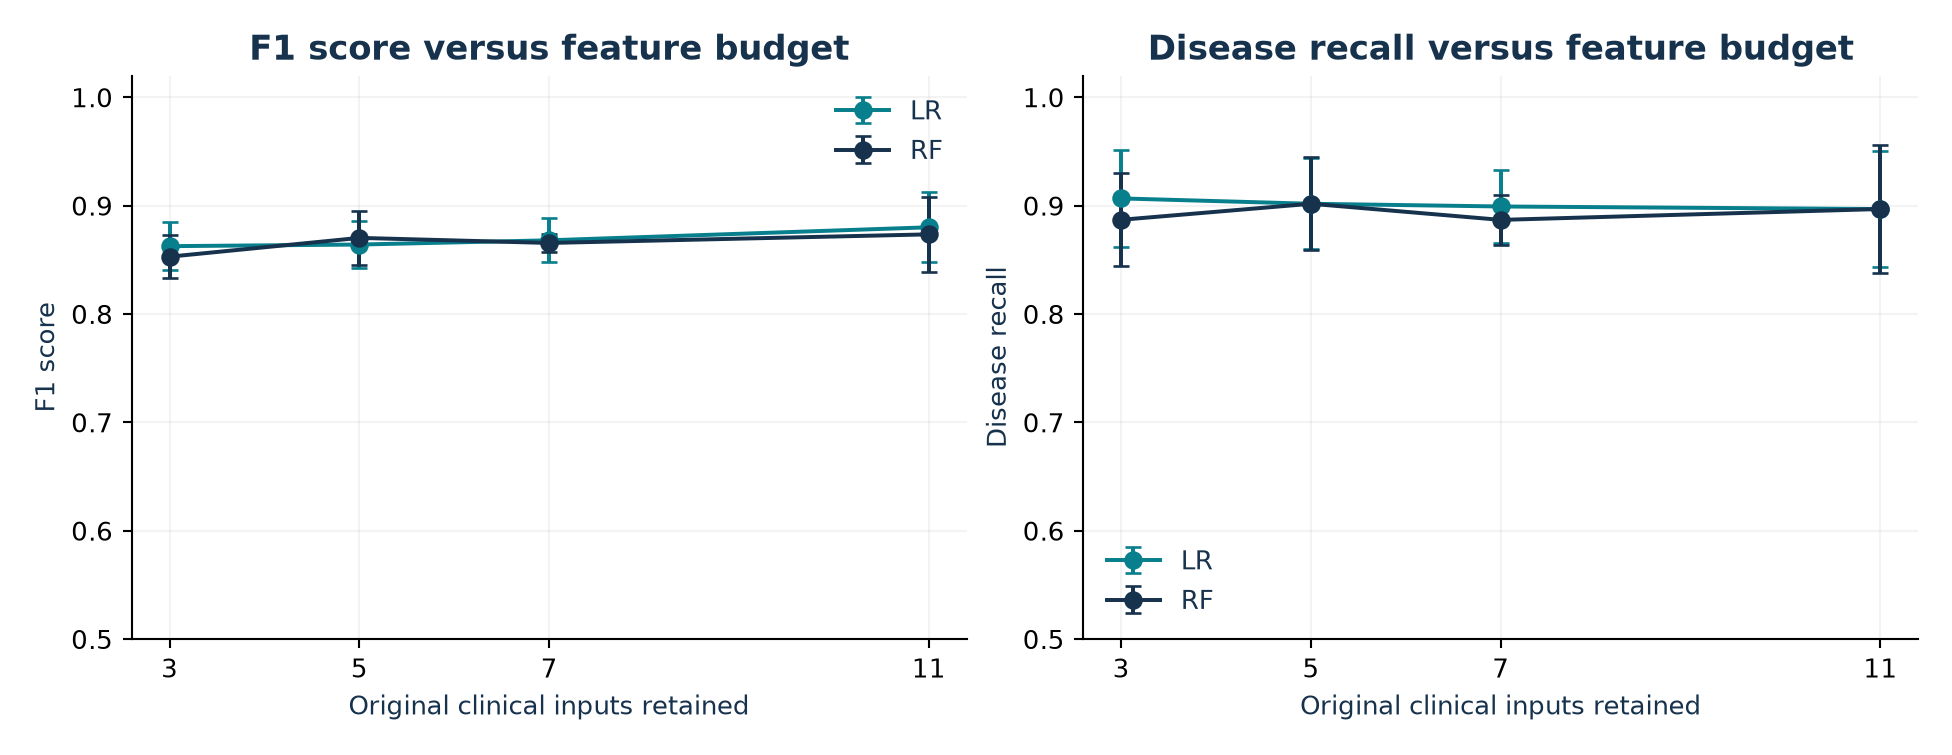 F1 score versus feature budget
1.0
0.9
0.8
0.7
0.6
0.5
F1 score
LR
RF
3
5
7
11
Original clinical inputs retained
Disease recall versus feature budget
1.0
0.9
0.8
0.7
0.6
0.5
Disease recall
LR
RF
3
5
7
11
Original clinical inputs retained